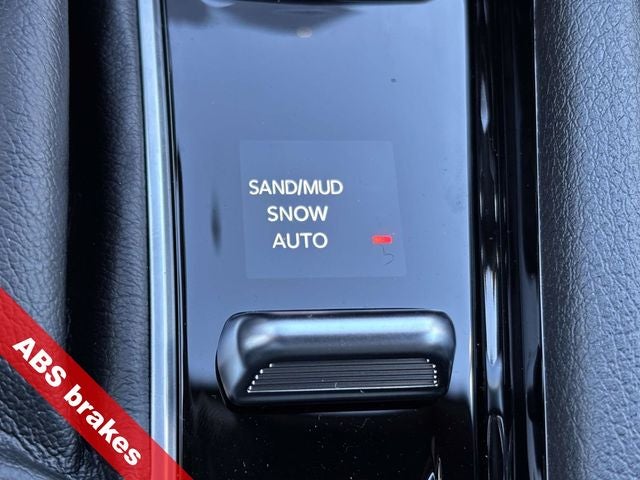 SAND/MUD
SNOW
AUTO
ABS brakes